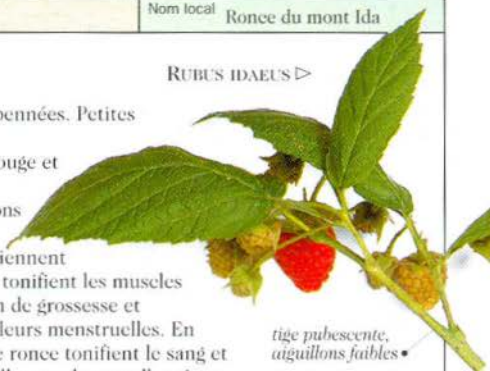 Nom local Ronce du mont Ida
RUBUS IDAEUS ▷
pennées. Petites
ouge et
ons
iennent
tonifient les muscles
n de grossesse et
leurs menstruelles. En
e ronce tonifient le sang et
tige pubescente,
aiguillons faibles •